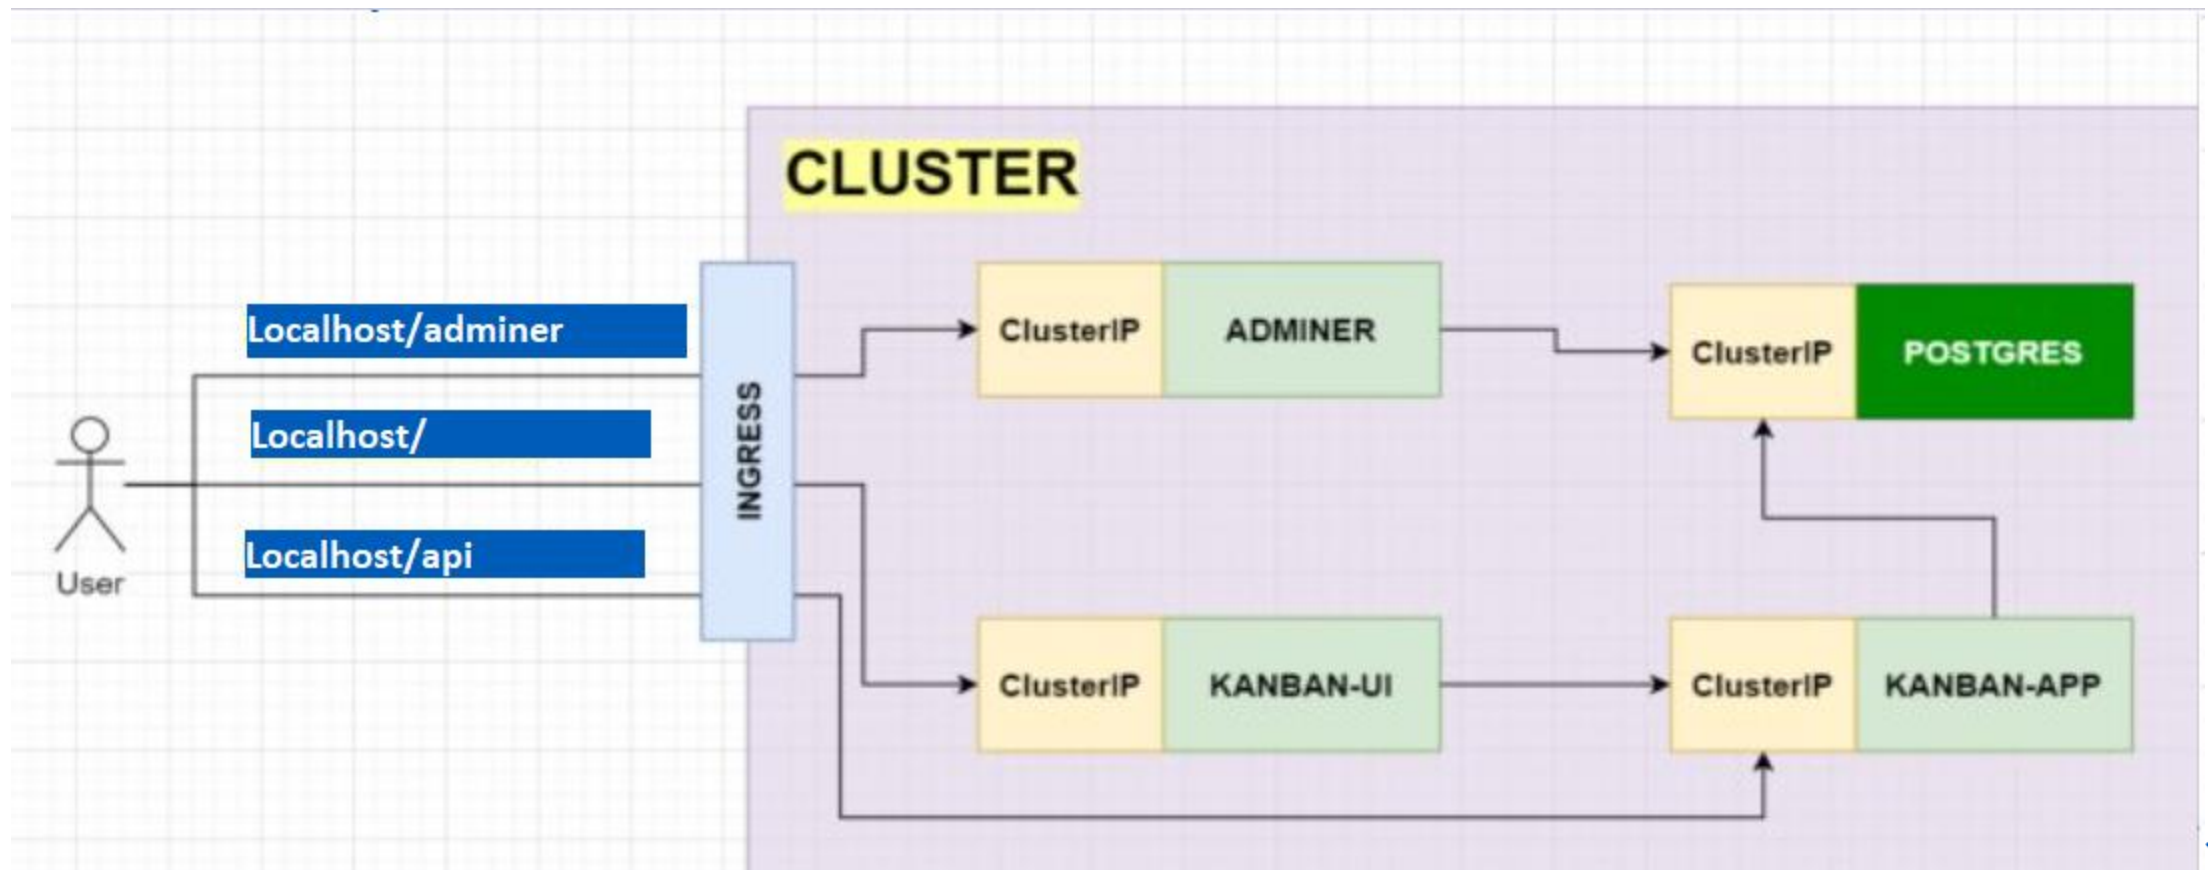 CLUSTER
Localhost/adminer
ClusterIP
ADMINER
ClusterIP
POSTGRES
INGRESS
Localhost/
Localhost/api
User
ClusterIP
KANBAN-UI
ClusterIP
KANBAN-APP